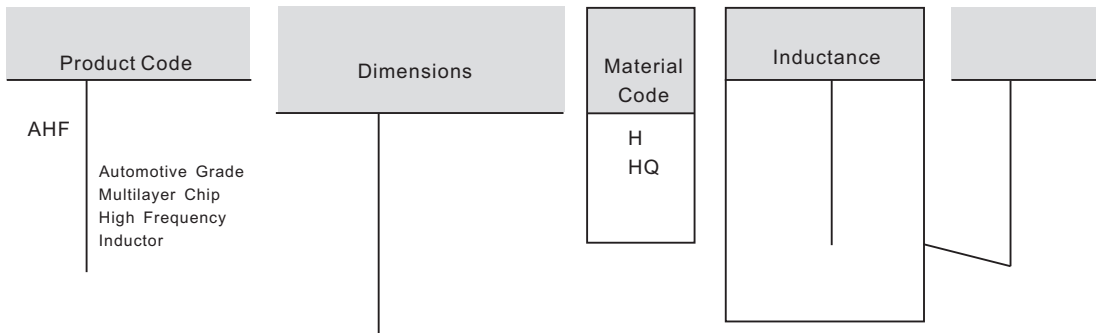 Product Code
Dimensions
Material
Code
Inductance
AHF
Automotive Grade
Multilayer Chip
High Frequency
Inductor
H
HQ